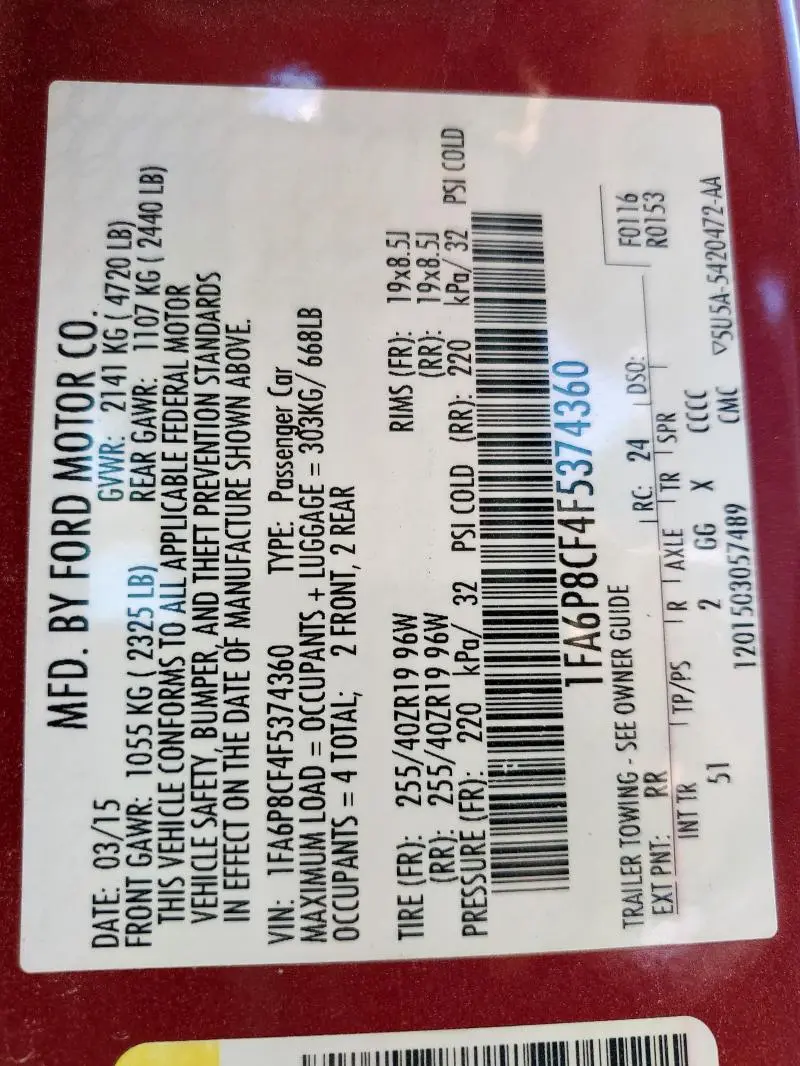 MFD. BY FORD MOTOR CO.
DATE: 03/15 GVWR: 2141 KG ( 4720 LB)
FRONT GAWR: 1055 KG ( 2325 LB) REAR GAWR: 1107 KG ( 2440 LB)
THIS VEHICLE CONFORMS TO ALL APPLICABLE FEDERAL MOTOR
VEHICLE SAFETY, BUMPER, AND THEFT PREVENTION STANDARDS
IN EFFECT ON THE DATE OF MANUFACTURE SHOWN ABOVE.
VIN: 1FA6P8CF4F5374360 TYPE: Passenger Car
MAXIMUM LOAD = OCCUPANTS + LUGGAGE = 303KG/ 668LB
OCCUPANTS = 4 TOTAL; 2 FRONT, 2 REAR
TIRE (FR): 255/40ZR19 96W RIMS (FR): 19x8.5J
(RR): 255/40ZR19 96W (RR): 19x8.5J
PRESSURE (FR): 220 kPa/ 32 PSI COLD (RR): 220 kPa/ 32 PSI COLD
1FA6P8CF4F5374360
F0116
TRAILER TOWING - SEE OWNER GUIDE R0153
EXT PNT: RR RC: 24 DSO:
INT TR TP/PS R AXLE TR SPR
51 2 GG X CCCC
CMC
1201503057489 ▽5U5A-5420472-AA